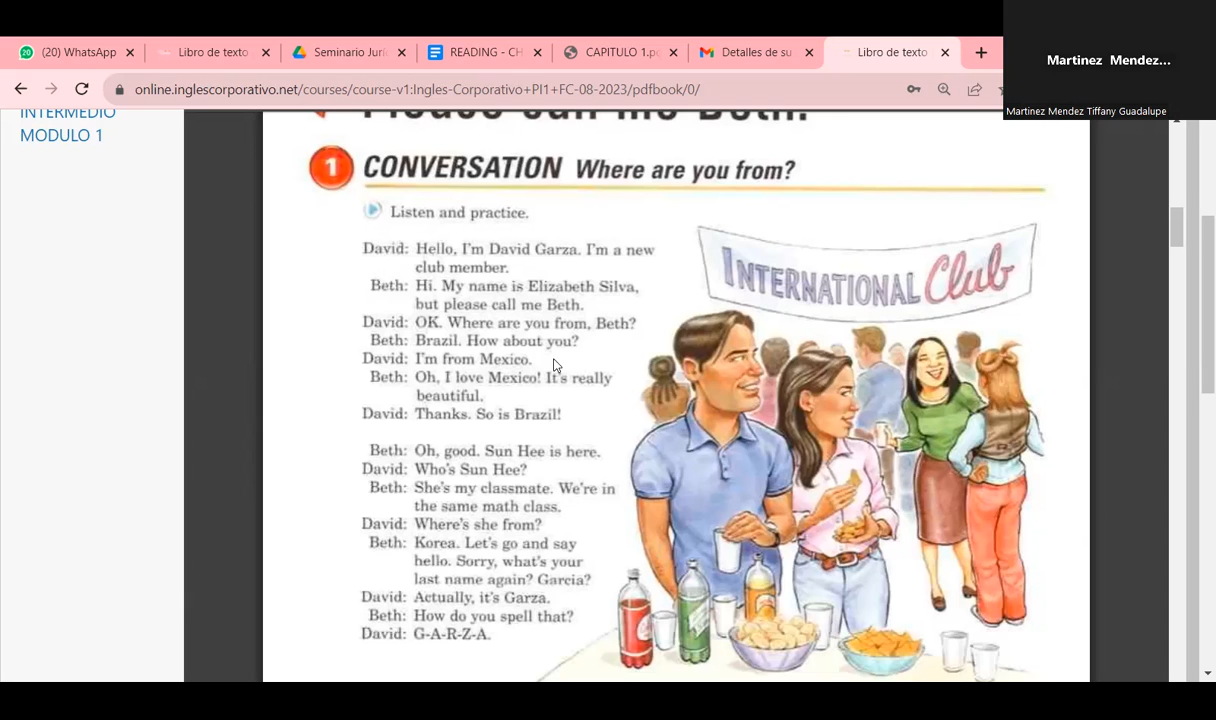 (20) WhatsApp
Libro de texto
Seminario Jurí
READING - CH
CAPITULO 1.p
Detalles de su
Libro de texto
Martinez Mendez...
online.inglescorporativo.net/courses/course-v1:Ingles-Corporativo+PI1+FC-08-2023/pdfbook/0/
Martinez Mendez Tiffany Guadalupe
INTERMEDIO
MODULO 1
Please call me Beth.
1 CONVERSATION Where are you from?
Listen and practice.
David: Hello, I'm David Garza. I'm a new
club member.
Beth: Hi. My name is Elizabeth Silva,
but please call me Beth.
David: OK. Where are you from, Beth?
Beth: Brazil. How about you?
David: I'm from Mexico.
Beth: Oh, I love Mexico! It's really
beautiful.
David: Thanks. So is Brazil!
Beth: Oh, good. Sun Hee is here.
David: Who's Sun Hee?
Beth: She's my classmate. We're in
the same math class.
David: Where's she from?
Beth: Korea. Let's go and say
hello. Sorry, what's your
last name again? Garcia?
David: Actually, it's Garza.
Beth: How do you spell that?
David: G-A-R-Z-A.
INTERNATIONAL Club